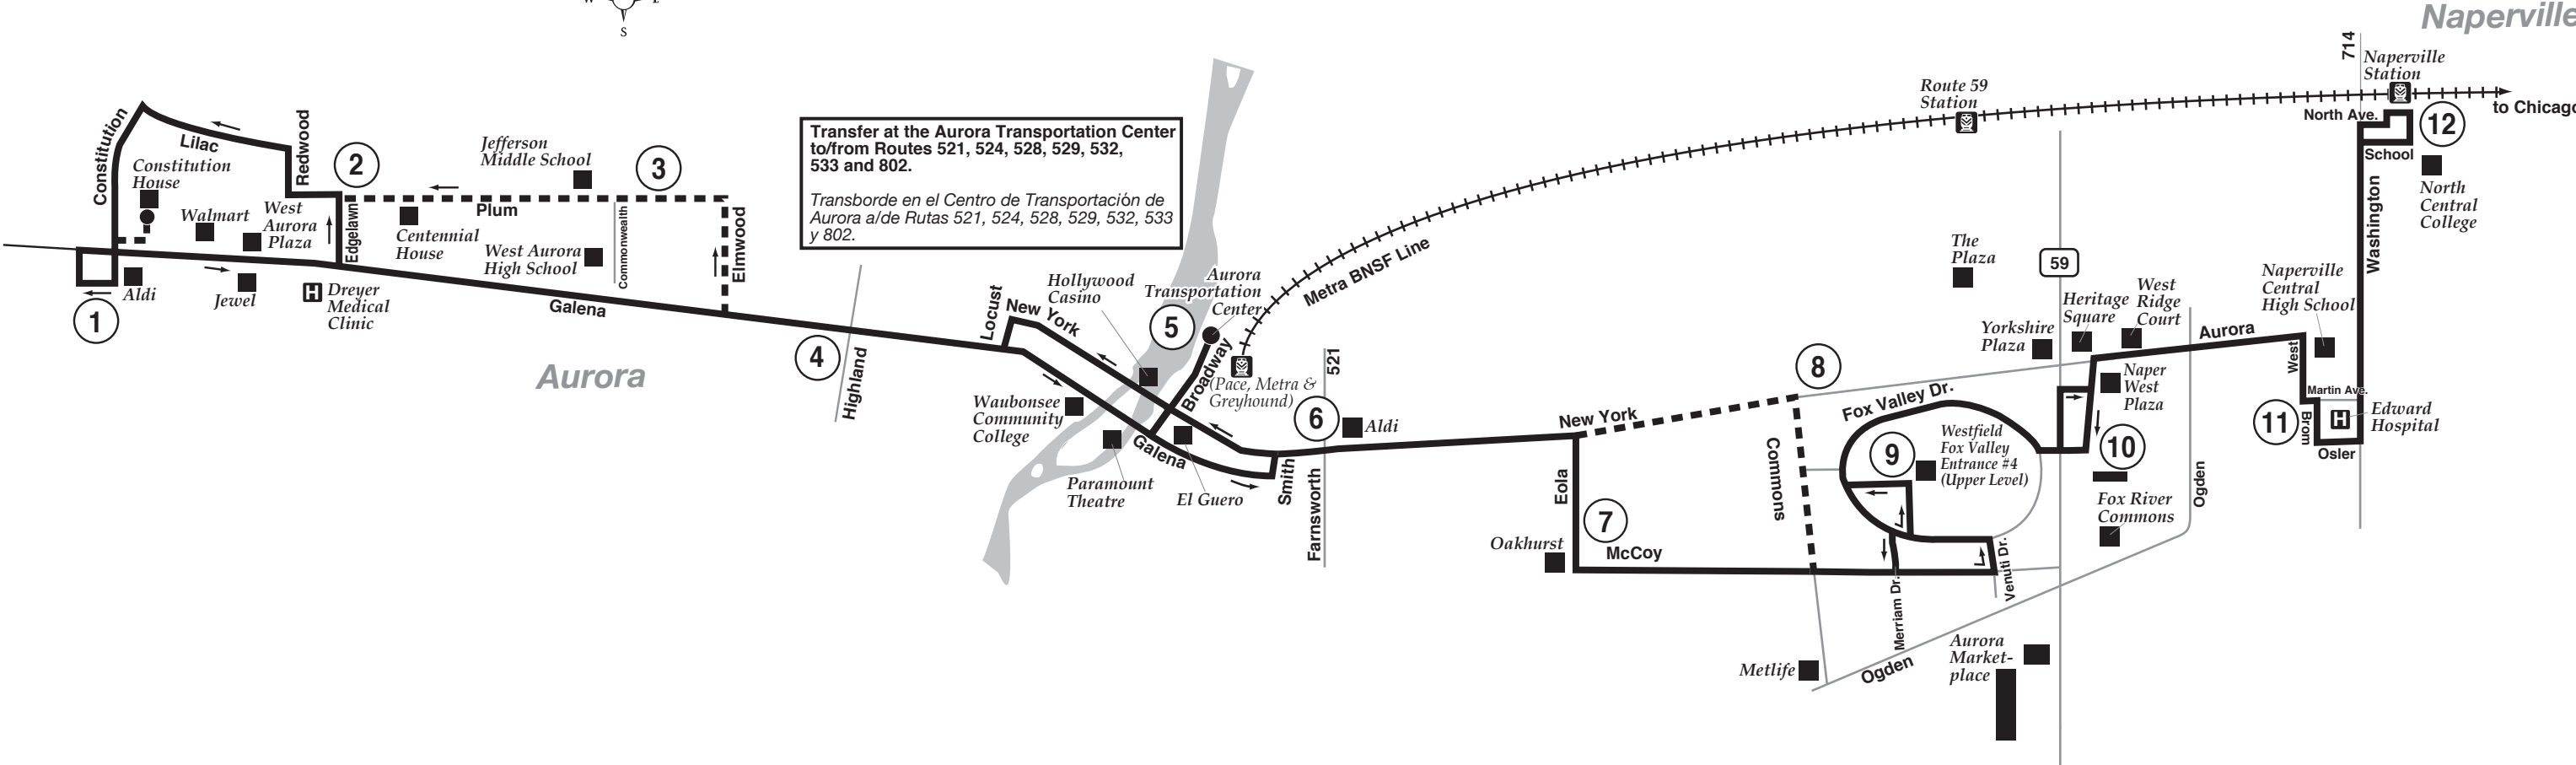 Naperville
W
E
S
714
Naperville
Station
to Chicago
North Ave.
12
School
North
Central
College
Washington
Route 59
Station
Metra BNSF Line
Constitution
Lilac
Redwood
Constitution
House
Walmart
West
Aurora
Plaza
2
Edgelawn
Jefferson
Middle School
3
Plum
Centennial
House
West Aurora
High School
Commonwealth
Elmwood
Aldi
1
Jewel
H
Dreyer
Medical
Clinic
Galena
Aurora
Transfer at the Aurora Transportation Center
to/from Routes 521, 524, 528, 529, 532,
533 and 802.
Transborde en el Centro de Transportación de
Aurora a/de Rutas 521, 524, 528, 529, 532, 533
y 802.
4
Highland
Locust
New York
Hollywood
Casino
5
Aurora
Transportation
Center
Broadway
(Pace, Metra &
Greyhound)
Waubonsee
Community
College
Paramount
Theatre
Galena
El Guero
Smith
521
6
Aldi
Farnsworth
New York
Eola
7
Oakhurst
McCoy
8
Commons
Fox Valley Dr.
9
Westfield
Fox Valley
Entrance #4
(Upper Level)
Merriam Dr.
Venuti Dr.
Metlife
Ogden
Aurora
Market-
place
The
Plaza
59
Yorkshire
Plaza
Heritage
Square
West
Ridge
Court
Naper
West
Plaza
10
Fox River
Commons
Ogden
Aurora
Naperville
Central
High School
West
Martin Ave.
11
Brom
H
Edward
Hospital
Osler